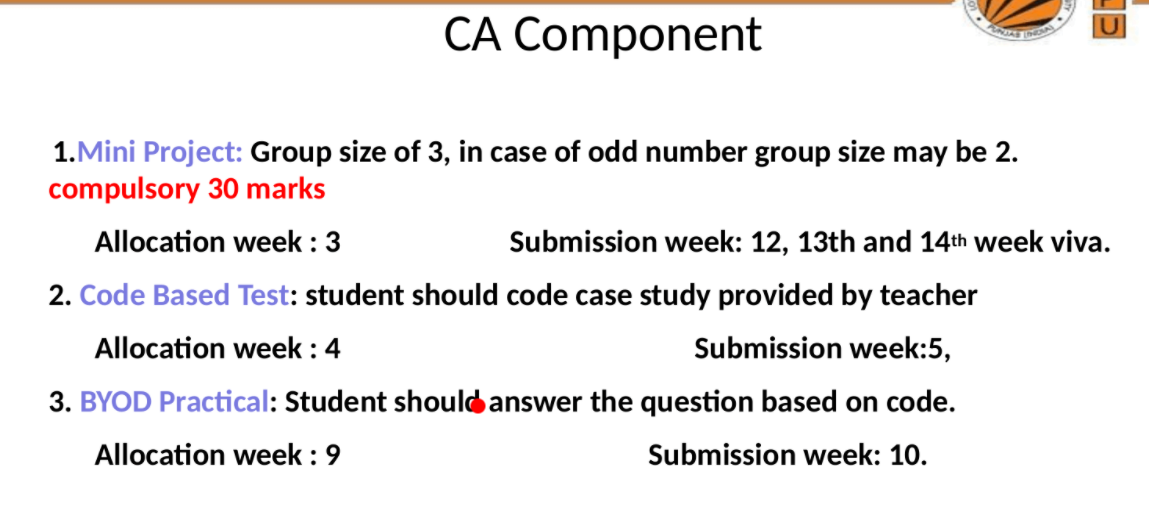 CA Component
PUNJAB (INDIA)
U
1.Mini Project: Group size of 3, in case of odd number group size may be 2.
compulsory 30 marks
Allocation week : 3 Submission week: 12, 13th and 14th week viva.
2. Code Based Test: student should code case study provided by teacher
Allocation week : 4 Submission week:5,
3. BYOD Practical: Student should answer the question based on code.
Allocation week : 9 Submission week: 10.